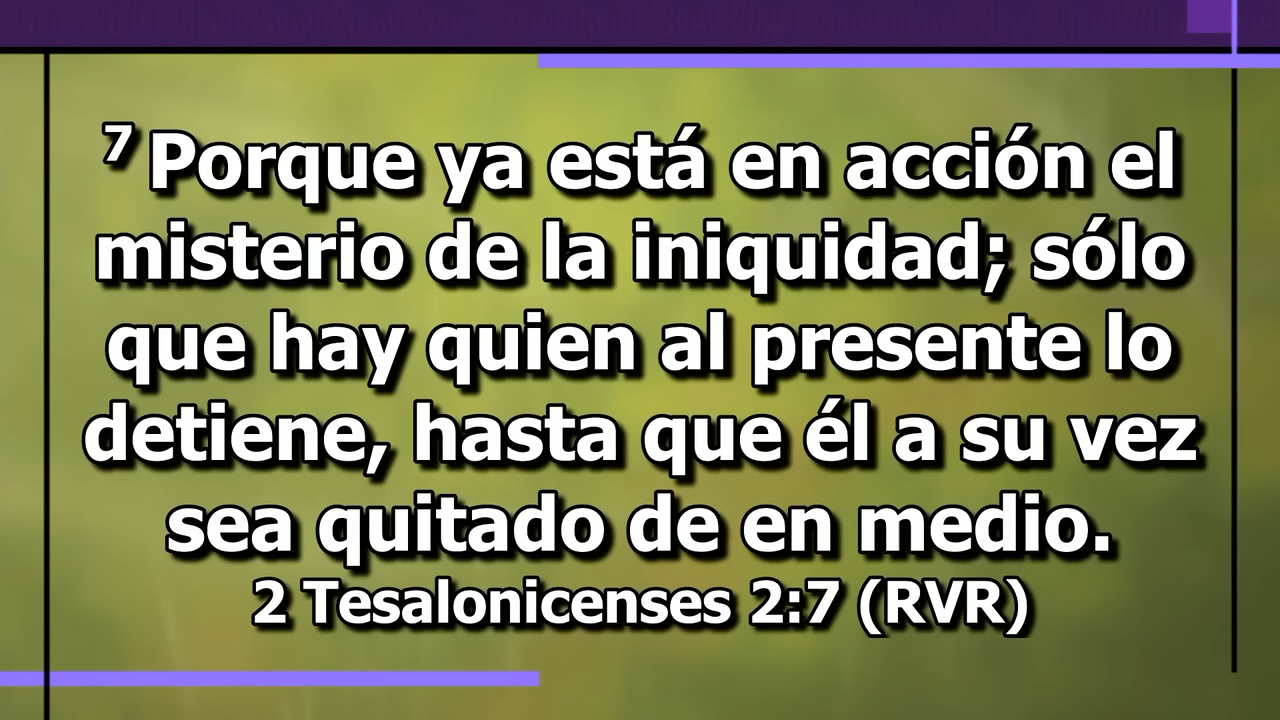 7 Porque ya está en acción el
misterio de la iniquidad; sólo
que hay quien al presente lo
detiene, hasta que él a su vez
sea quitado de en medio.
2 Tesalonicenses 2:7 (RVR)